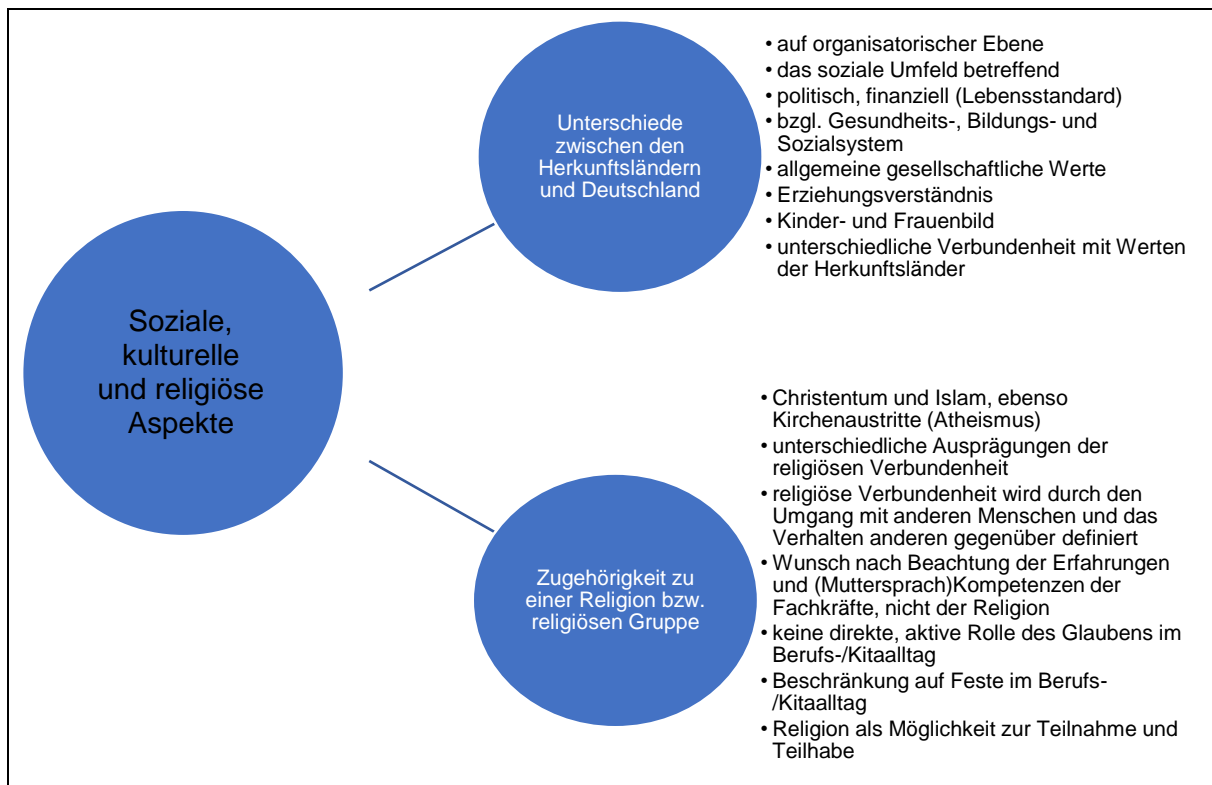 Soziale,
kulturelle
und religiöse
Aspekte
Unterschiede
zwischen den
Herkunftsländern
und Deutschland
• auf organisatorischer Ebene
• das soziale Umfeld betreffend
• politisch, finanziell (Lebensstandard)
• bzgl. Gesundheits-, Bildungs- und
Sozialsystem
• allgemeine gesellschaftliche Werte
• Erziehungsverständnis
• Kinder- und Frauenbild
• unterschiedliche Verbundenheit mit Werten
der Herkunftsländer
Zugehörigkeit zu
einer Religion bzw.
religiösen Gruppe
• Christentum und Islam, ebenso
Kirchenaustritte (Atheismus)
• unterschiedliche Ausprägungen der
religiösen Verbundenheit
• religiöse Verbundenheit wird durch den
Umgang mit anderen Menschen und das
Verhalten anderen gegenüber definiert
• Wunsch nach Beachtung der Erfahrungen
und (Muttersprach)Kompetenzen der
Fachkräfte, nicht der Religion
• keine direkte, aktive Rolle des Glaubens im
Berufs-/Kitaalltag
• Beschränkung auf Feste im Berufs-
/Kitaalltag
• Religion als Möglichkeit zur Teilnahme und
Teilhabe